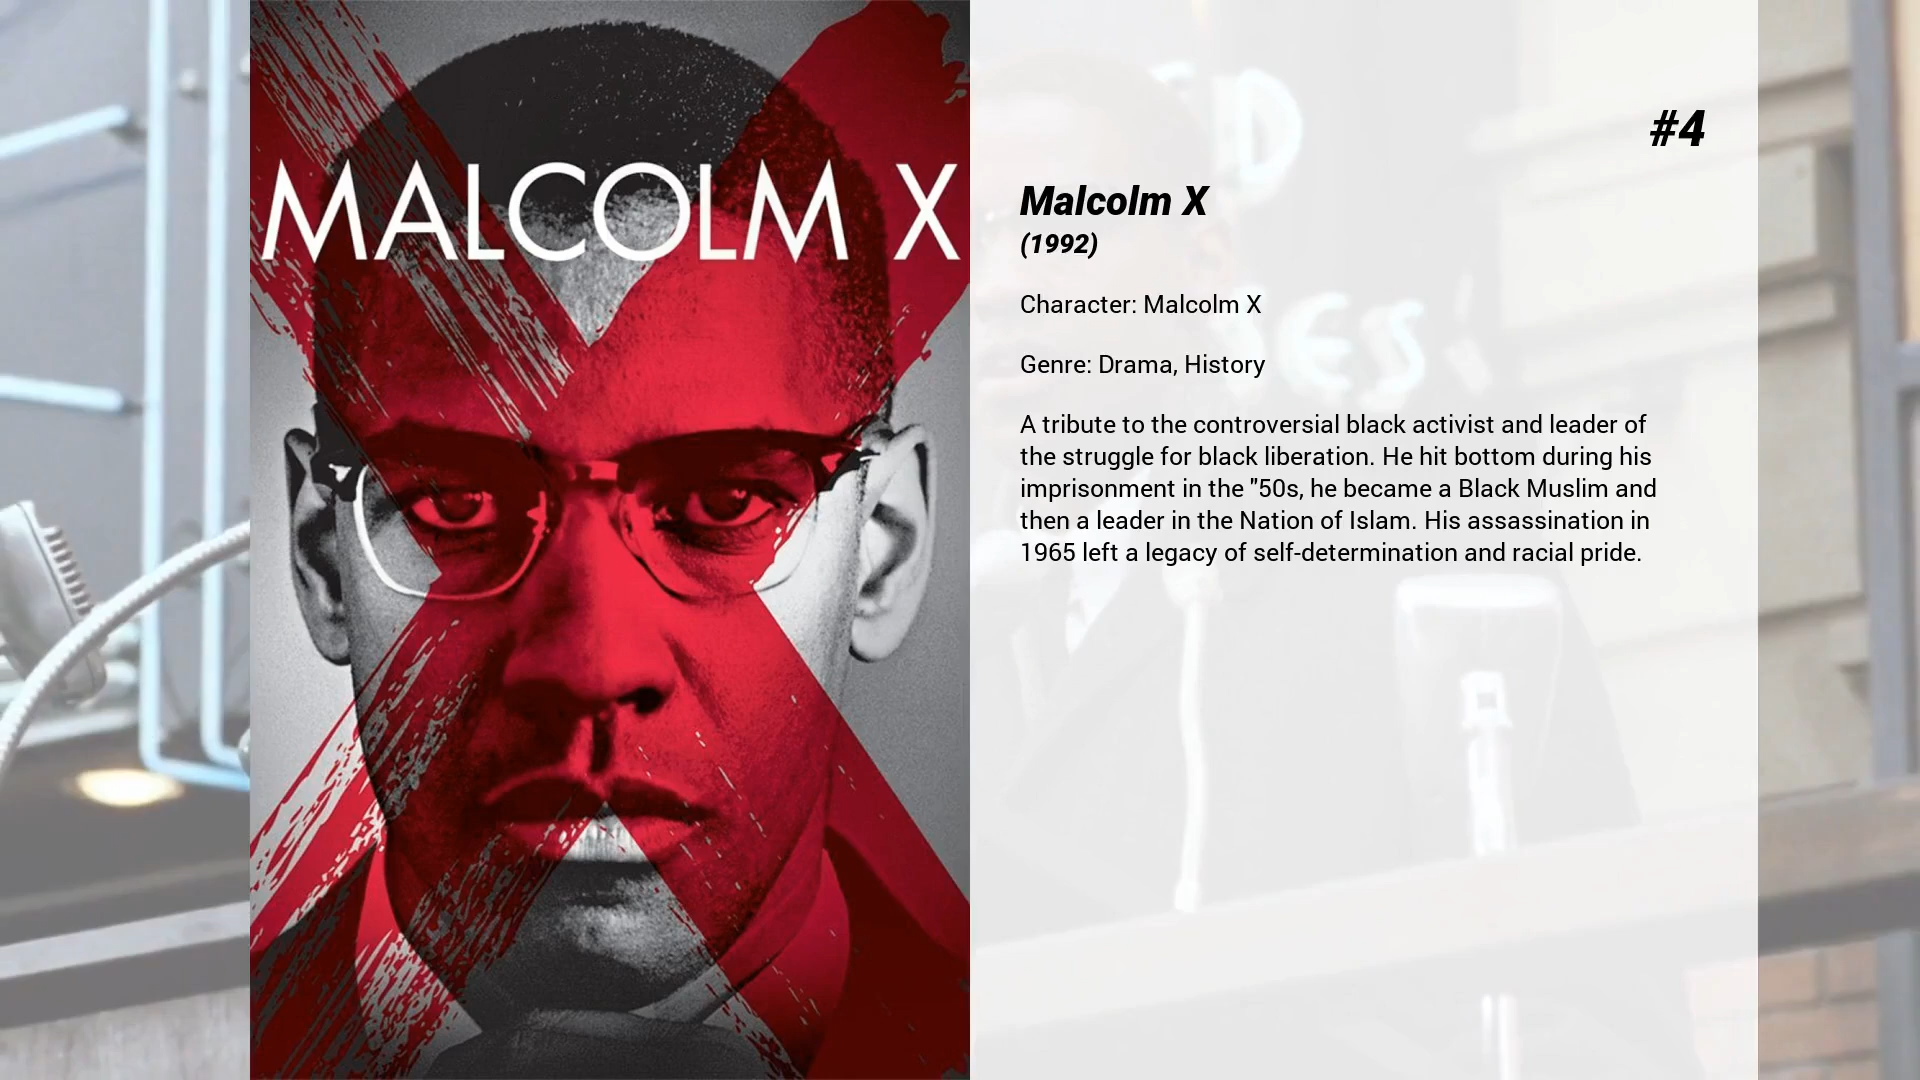 MALCOLM X
#4
Malcolm X
(1992)
Character: Malcolm X
Genre: Drama, History
A tribute to the controversial black activist and leader of
the struggle for black liberation. He hit bottom during his
imprisonment in the "50s, he became a Black Muslim and
then a leader in the Nation of Islam. His assassination in
1965 left a legacy of self-determination and racial pride.